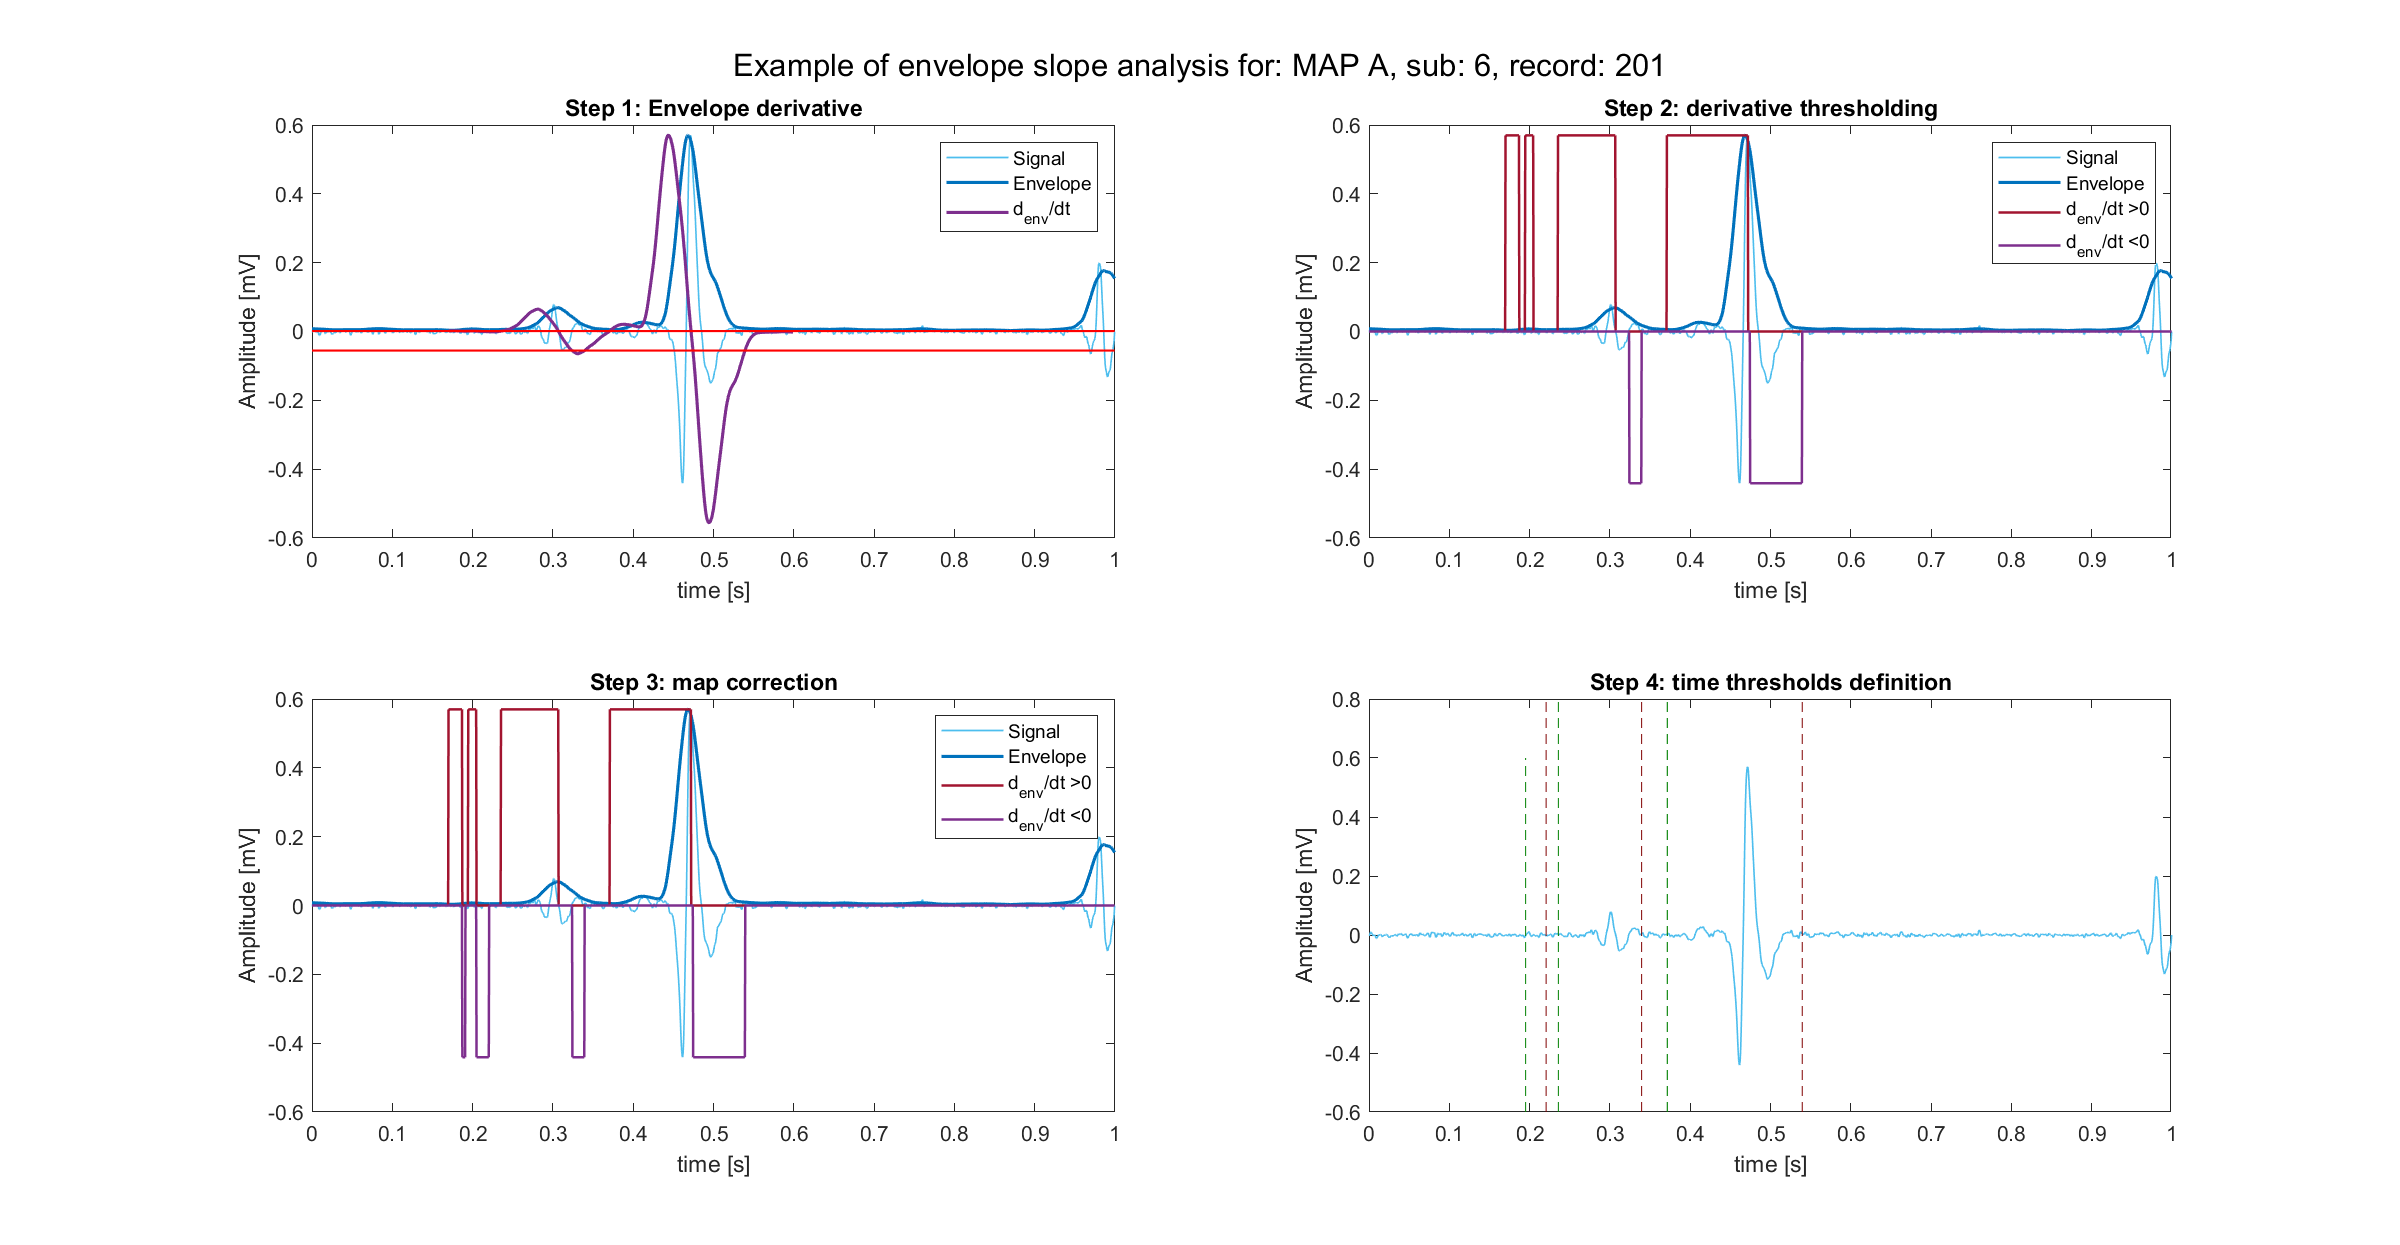 Example of envelope slope analysis for: MAP A, sub: 6, record: 201
Step 1: Envelope derivative
0.6
0.4
0.2
0
-0.2
-0.4
-0.6
Amplitude [mV]
0 0.1 0.2 0.3 0.4 0.5 0.6 0.7 0.8 0.9 1
time [s]
Signal
Envelope
d_env/dt
Step 2: derivative thresholding
0.6
0.4
0.2
0
-0.2
-0.4
-0.6
Amplitude [mV]
0 0.1 0.2 0.3 0.4 0.5 0.6 0.7 0.8 0.9 1
time [s]
Signal
Envelope
d_env/dt >0
d_env/dt <0
Step 3: map correction
0.6
0.4
0.2
0
-0.2
-0.4
-0.6
Amplitude [mV]
0 0.1 0.2 0.3 0.4 0.5 0.6 0.7 0.8 0.9 1
time [s]
Signal
Envelope
d_env/dt >0
d_env/dt <0
Step 4: time thresholds definition
0.8
0.6
0.4
0.2
0
-0.2
-0.4
-0.6
Amplitude [mV]
0 0.1 0.2 0.3 0.4 0.5 0.6 0.7 0.8 0.9 1
time [s]